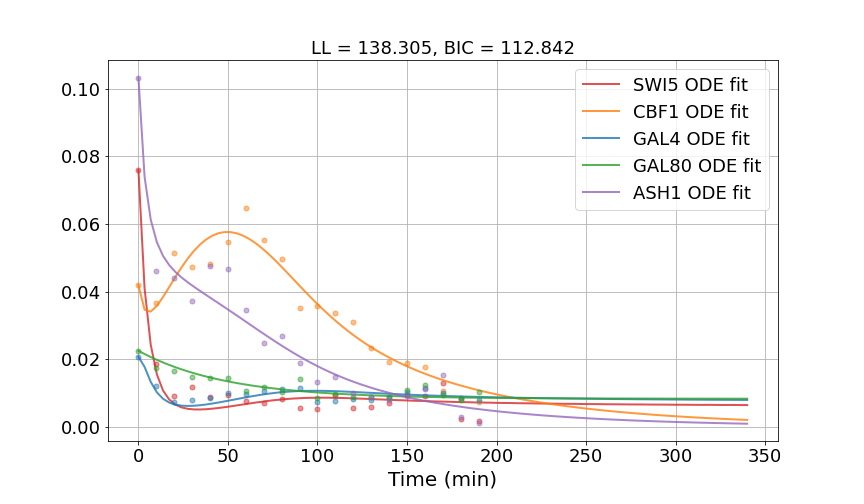 LL = 138.305, BIC = 112.842
0.10
0.08
0.06
0.04
0.02
0.00
SWI5 ODE fit
CBF1 ODE fit
GAL4 ODE fit
GAL80 ODE fit
ASH1 ODE fit
0 50 100 150 200 250 300 350
Time (min)